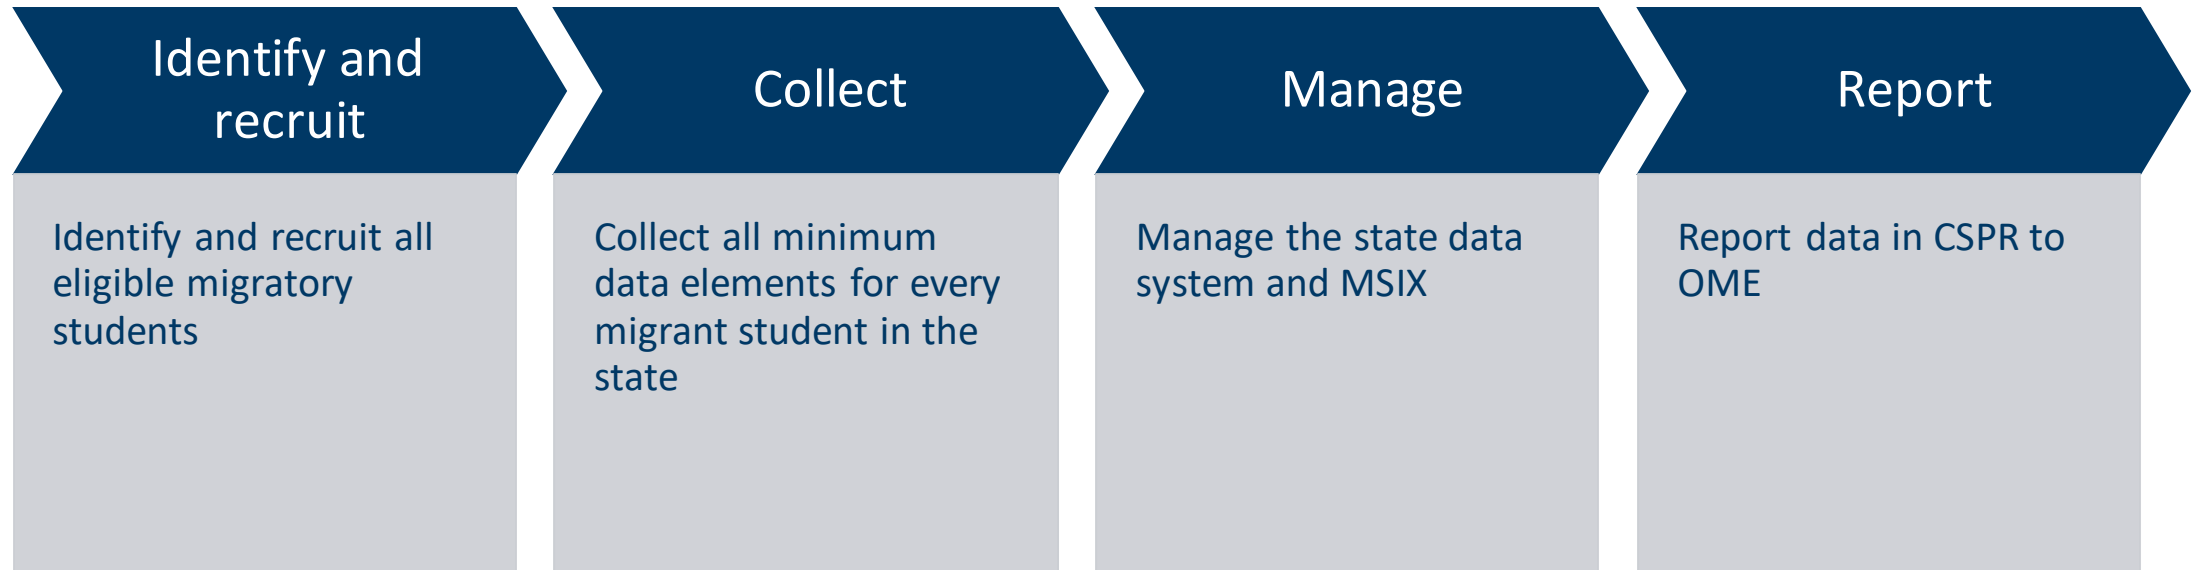 Identify and
recruit
Identify and recruit all
eligible migratory
students
Collect
Collect all minimum
data elements for every
migrant student in the
state
Manage
Manage the state data
system and MSIX
Report
Report data in CSPR to
OME